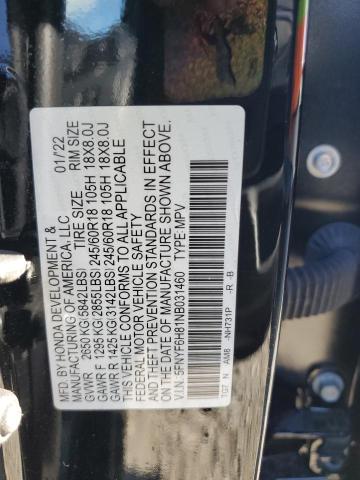 MFD BY HONDA DEVELOPMENT &
MANUFACTURING OF AMERICA, LLC 01/22
TIRE SIZE RIM SIZE
GVWR 2650 KG(5842LBS)
GAWR F 1295 KG(2855LBS) 245/60R18 105H 18X8.0J
GAWR R 1425 KG(3142LBS) 245/60R18 105H 18X8.0J
THIS VEHICLE CONFORMS TO ALL APPLICABLE
FEDERAL MOTOR VEHICLE SAFETY
AND THEFT PREVENTION STANDARDS IN EFFECT
ON THE DATE OF MANUFACTURE SHOWN ABOVE.
V.I.N. 5FNYF6H81NB031460 TYPE:MPV
TG7 N AM8 -NH731P -R -B